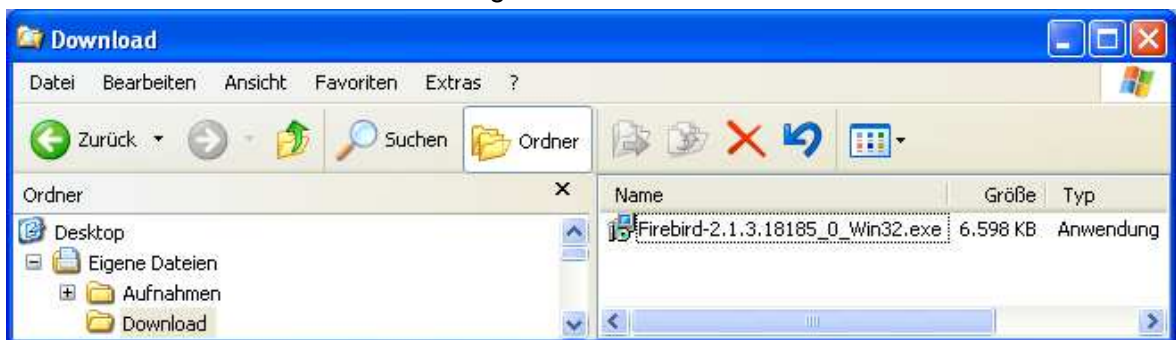 Download
Datei Bearbeiten Ansicht Favoriten Extras ?
Zurück Suchen Ordner
Ordner x
Desktop
Eigene Dateien
Aufnahmen
Download
Name Größe Typ
Firebird-2.1.3.18185_0_Win32.exe 6.598 KB Anwendung